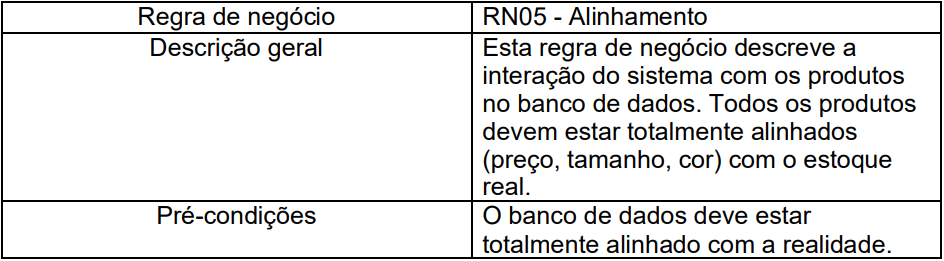 Regra de negócio
RN05 - Alinhamento
Descrição geral
Esta regra de negócio descreve a
interação do sistema com os produtos
no banco de dados. Todos os produtos
devem estar totalmente alinhados
(preço, tamanho, cor) com o estoque
real.
Pré-condições
O banco de dados deve estar
totalmente alinhado com a realidade.